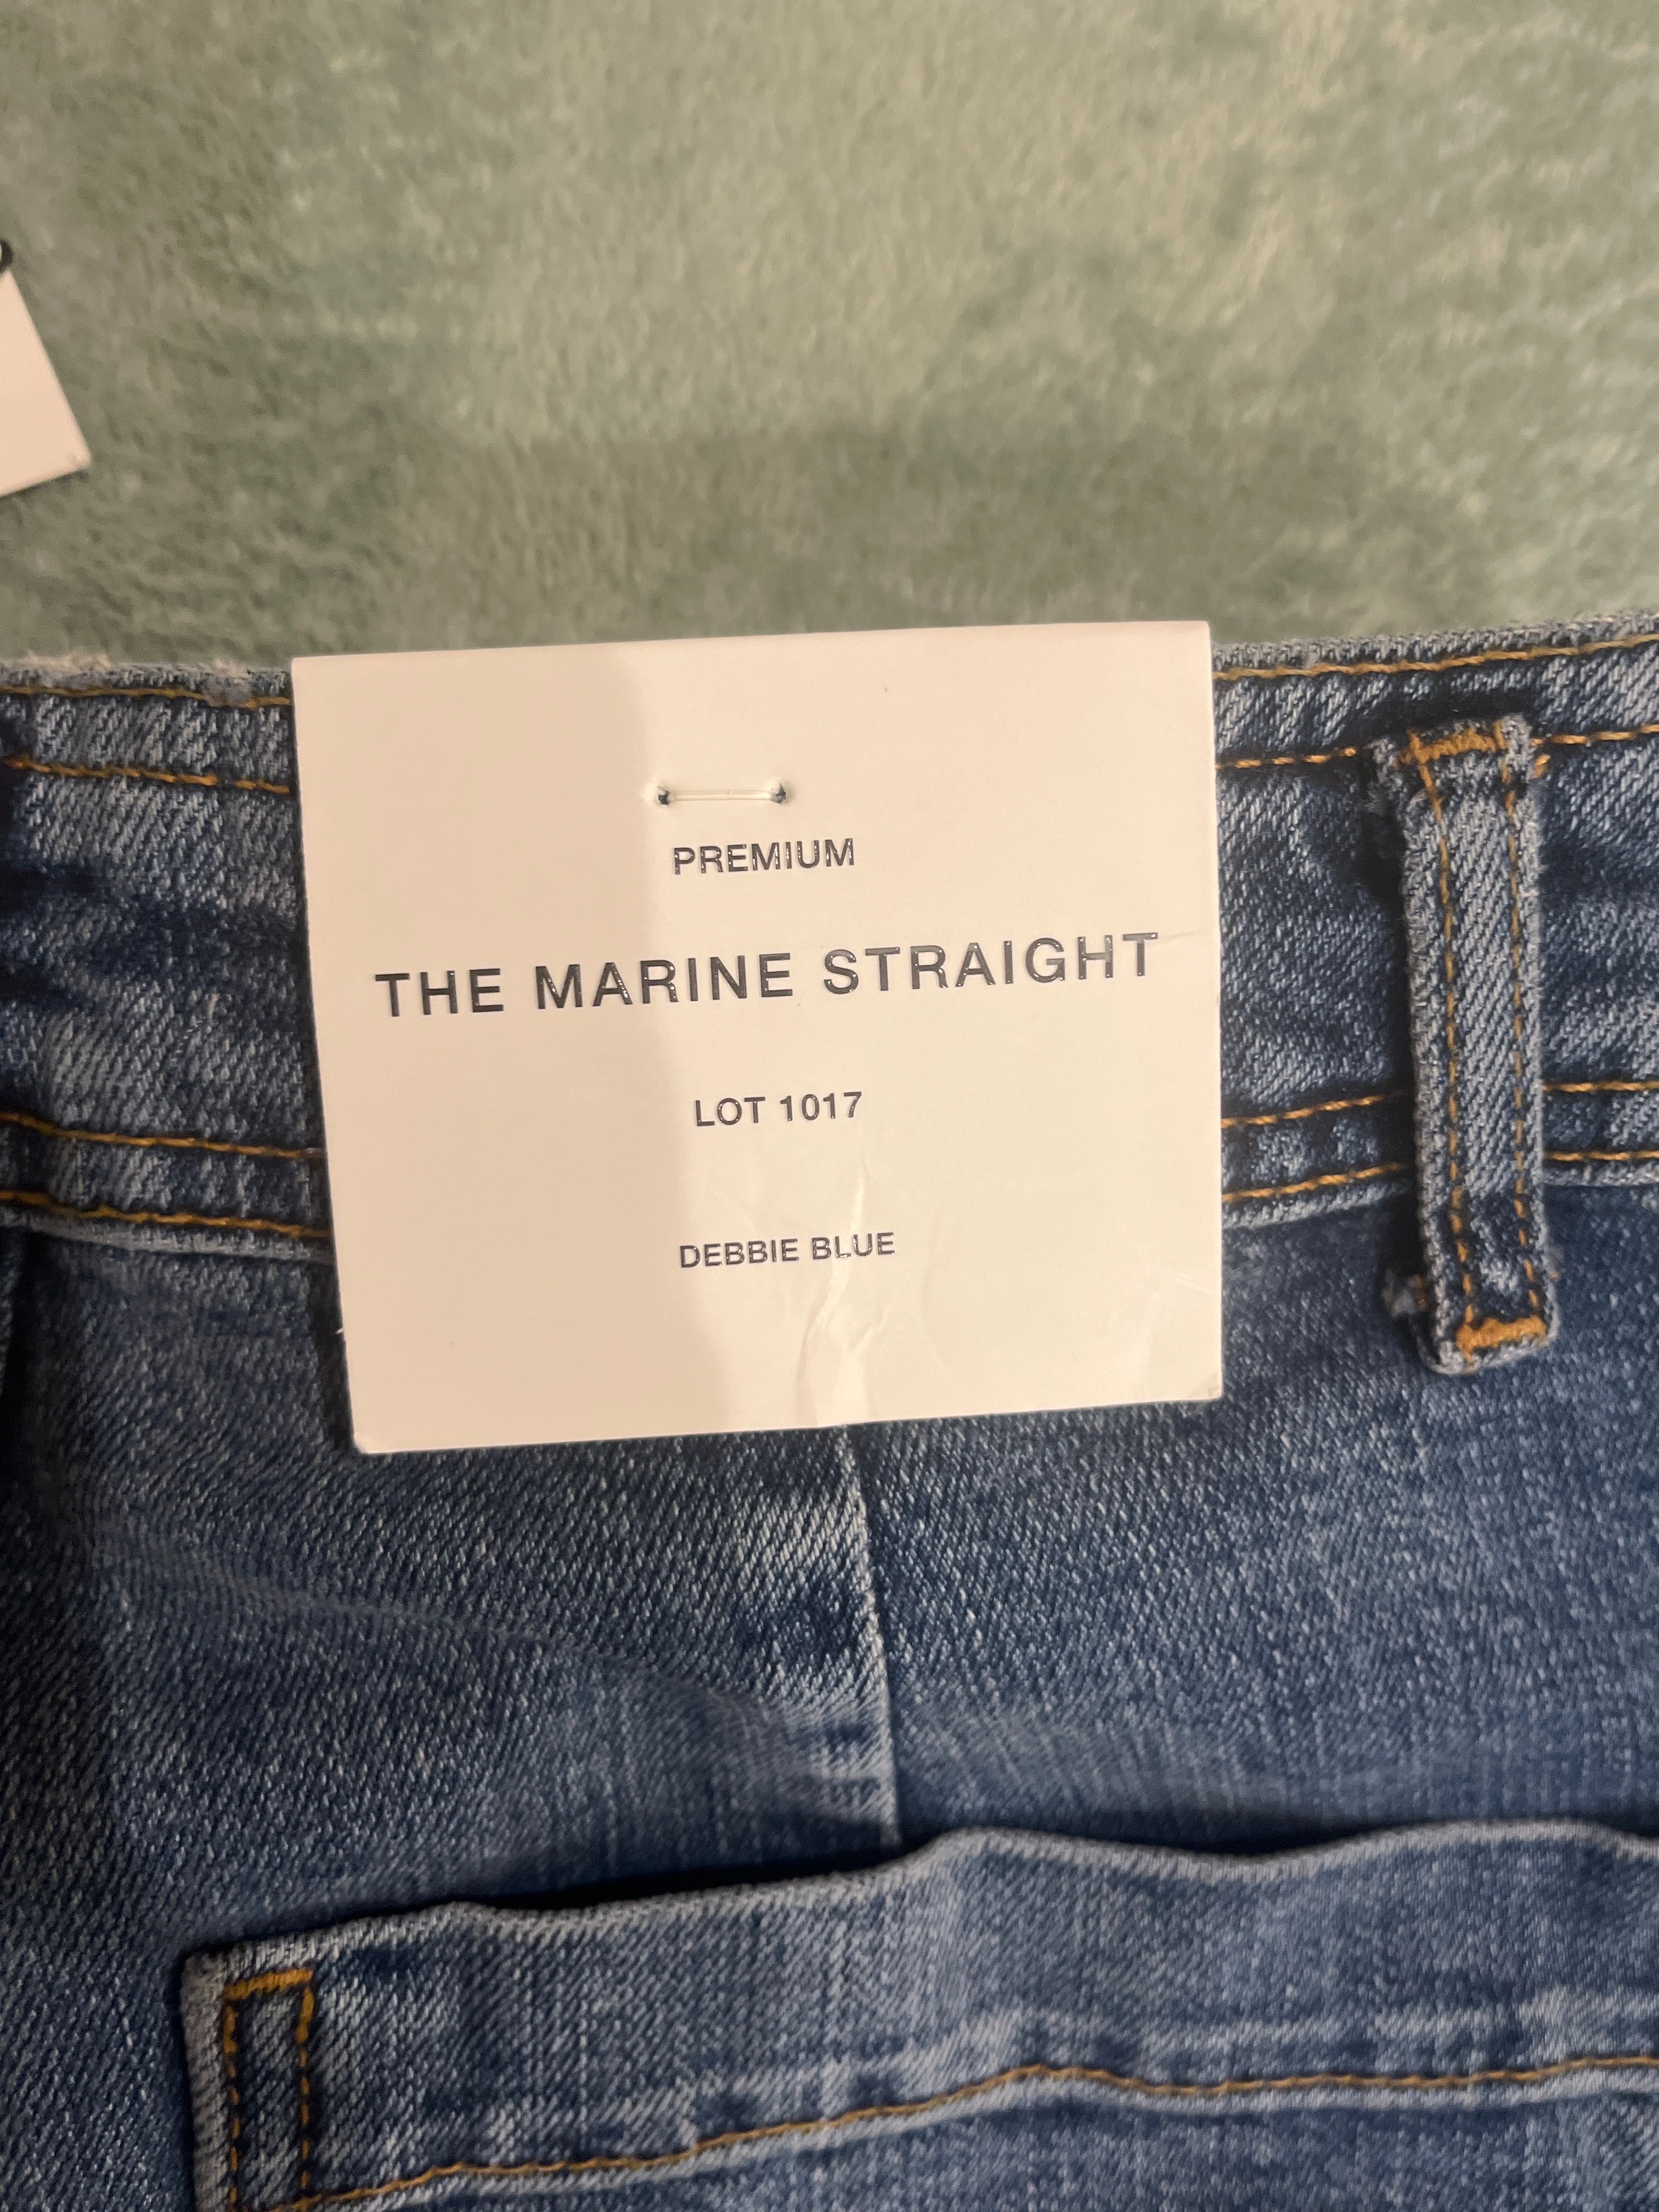 PREMIUM
THE MARINE STRAIGHT
LOT 1017
DEBBIE BLUE